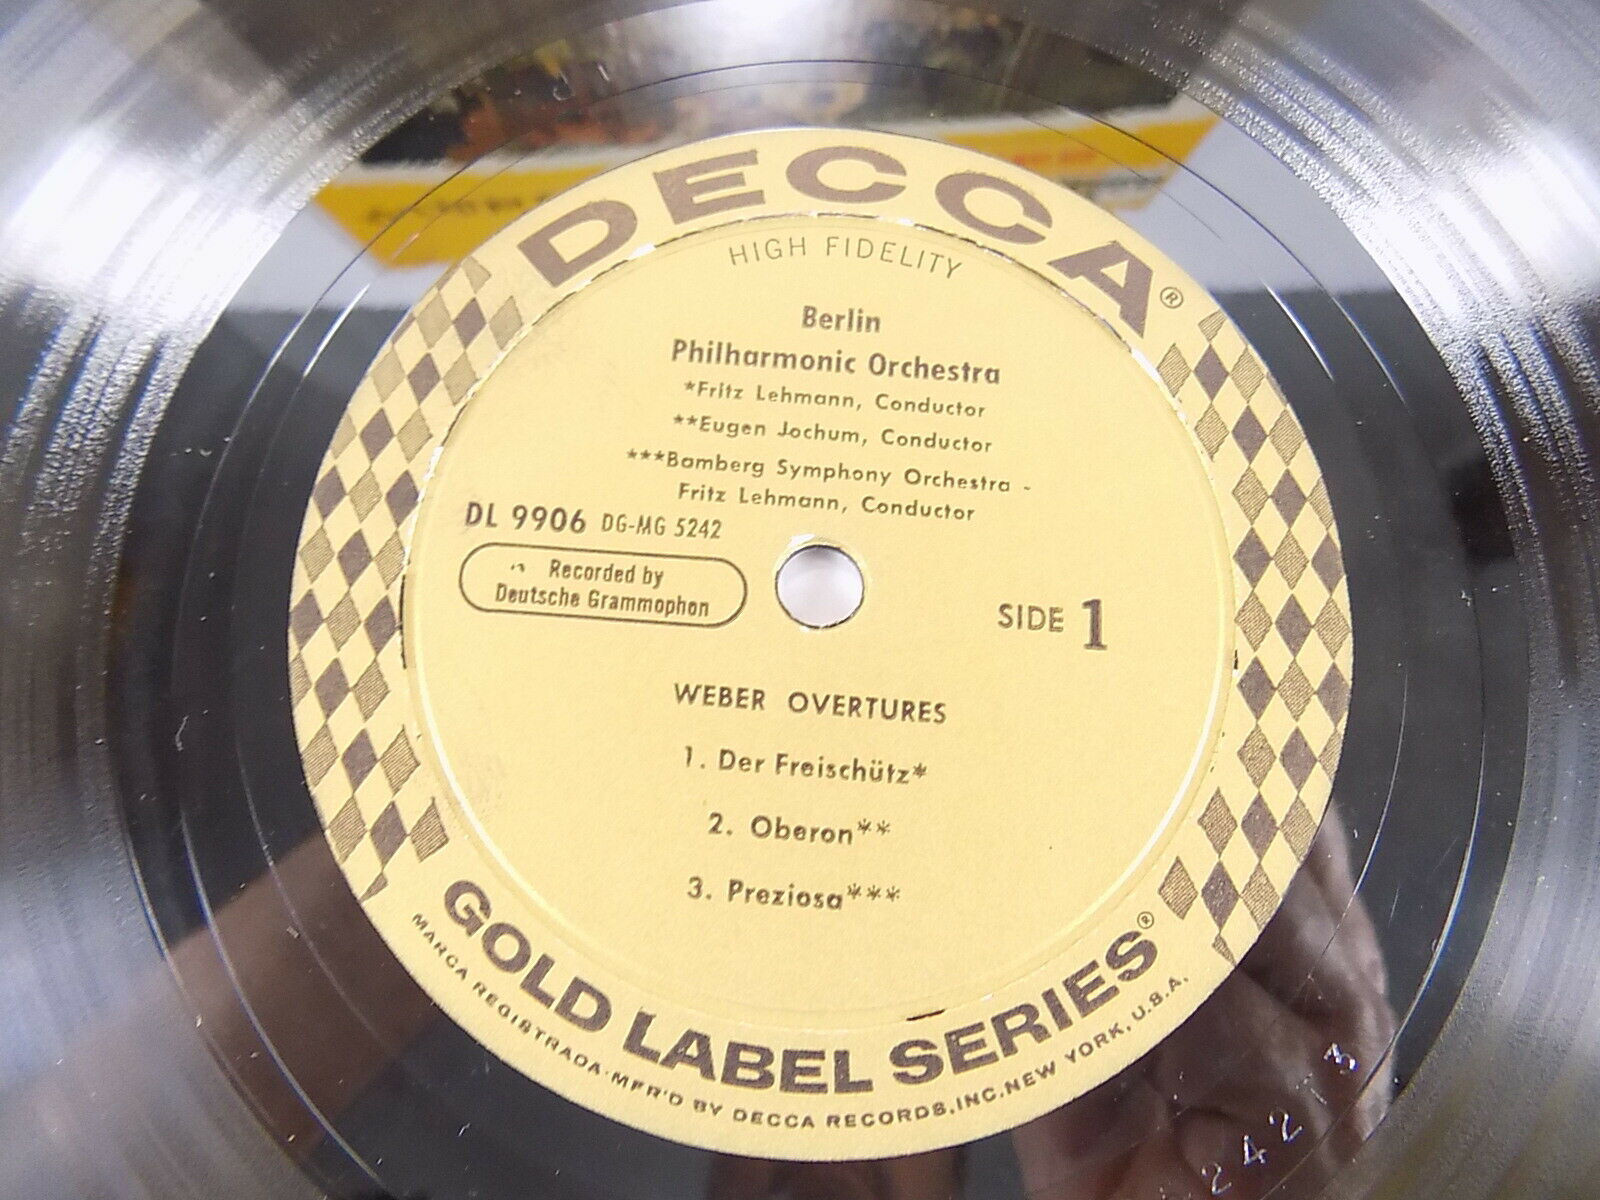 DECCA®
HIGH FIDELITY
Berlin
Philharmonic Orchestra
*Fritz Lehmann, Conductor
**Eugen Jochum, Conductor
***Bamberg Symphony Orchestra -
Fritz Lehmann, Conductor
DL 9906 DG-MG 5242
Recorded by
Deutsche Grammophon
SIDE 1
WEBER OVERTURES
1. Der Freischütz*
2. Oberon**
3. Preziosa***
GOLD LABEL SERIES®
MARCA REGISTRADA·MFR'D BY DECCA RECORDS, INC. NEW YORK, U.S.A.